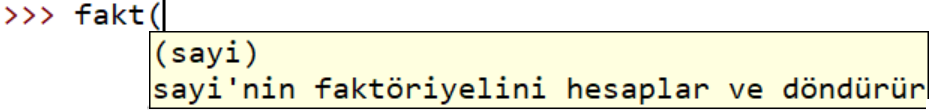 >>> fakt(
(sayi)
sayi'nin faktöriyelini hesaplar ve döndürür